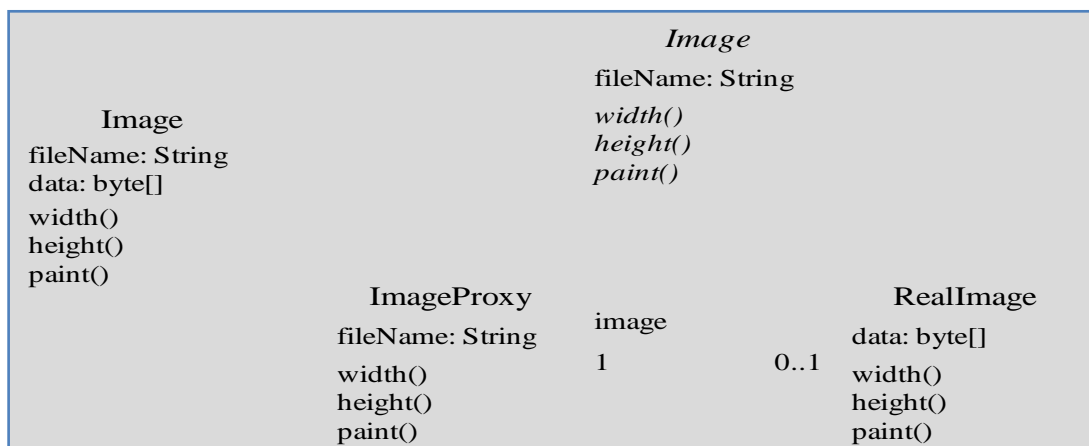 Image
fileName: String
data: byte[]
width()
height()
paint()
Image
fileName: String
width()
height()
paint()
ImageProxy
fileName: String
width()
height()
paint()
image
1
0..1
RealImage
data: byte[]
width()
height()
paint()